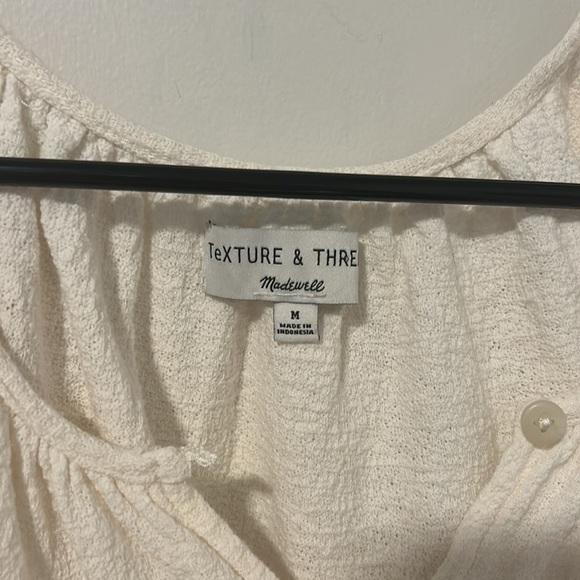 TeXTURE & THRE
Madewell
M
MADE IN
INDONESIA